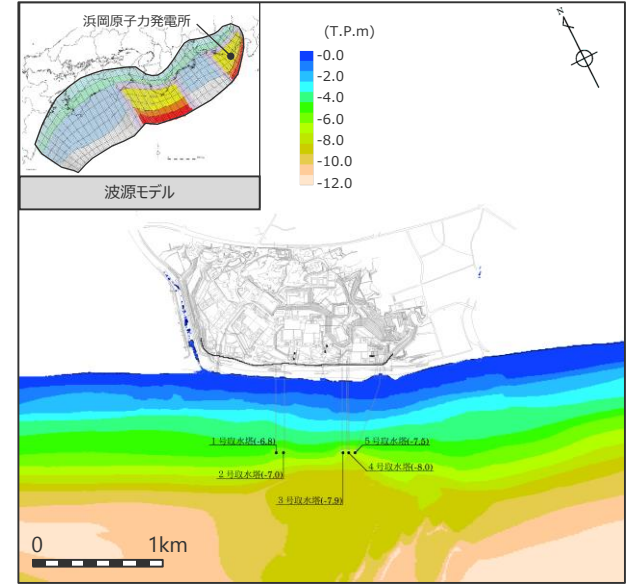 浜岡原子力発電所
波源モデル
(T.P.m)
-0.0
-2.0
-4.0
-6.0
-8.0
-10.0
-12.0
N
1号取水塔(-6.8)
5号取水塔(-7.5)
2号取水塔(-7.0)
4号取水塔(-8.0)
3号取水塔(-7.9)
0 1km